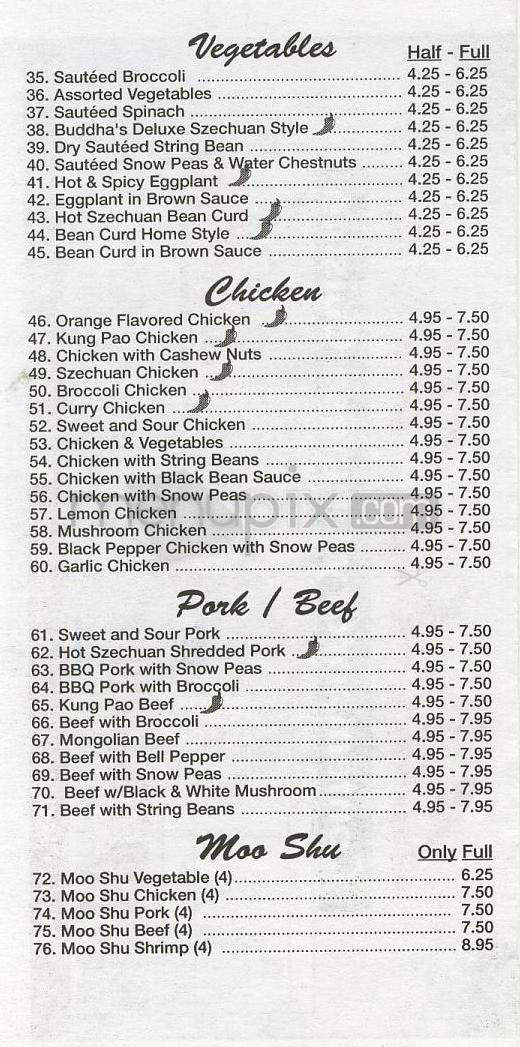 Vegetables
Half - Full
35. Sautéed Broccoli ........ 4.25 - 6.25
36. Assorted Vegetables ........ 4.25 - 6.25
37. Sautéed Spinach ........ 4.25 - 6.25
38. Buddha's Deluxe Szechuan Style ........ 4.25 - 6.25
39. Dry Sautéed String Bean ........ 4.25 - 6.25
40. Sautéed Snow Peas & Water Chestnuts ........ 4.25 - 6.25
41. Hot & Spicy Eggplant ........ 4.25 - 6.25
42. Eggplant in Brown Sauce ........ 4.25 - 6.25
43. Hot Szechuan Bean Curd ........ 4.25 - 6.25
44. Bean Curd Home Style ........ 4.25 - 6.25
45. Bean Curd in Brown Sauce ........ 4.25 - 6.25
Chicken
46. Orange Flavored Chicken ........ 4.95 - 7.50
47. Kung Pao Chicken ........ 4.95 - 7.50
48. Chicken with Cashew Nuts ........ 4.95 - 7.50
49. Szechuan Chicken ........ 4.95 - 7.50
50. Broccoli Chicken ........ 4.95 - 7.50
51. Curry Chicken ........ 4.95 - 7.50
52. Sweet and Sour Chicken ........ 4.95 - 7.50
53. Chicken & Vegetables ........ 4.95 - 7.50
54. Chicken with String Beans ........ 4.95 - 7.50
55. Chicken with Black Bean Sauce ........ 4.95 - 7.50
56. Chicken with Snow Peas ........ 4.95 - 7.50
57. Lemon Chicken ........ 4.95 - 7.50
menupix.com
58. Mushroom Chicken ........ 4.95 - 7.50
59. Black Pepper Chicken with Snow Peas ........ 4.95 - 7.50
60. Garlic Chicken ........ 4.95 - 7.50
Pork / Beef
61. Sweet and Sour Pork ........ 4.95 - 7.50
62. Hot Szechuan Shredded Pork ........ 4.95 - 7.50
63. BBQ Pork with Snow Peas ........ 4.95 - 7.50
64. BBQ Pork with Broccoli ........ 4.95 - 7.50
65. Kung Pao Beef ........ 4.95 - 7.50
66. Beef with Broccoli ........ 4.95 - 7.95
67. Mongolian Beef ........ 4.95 - 7.95
68. Beef with Bell Pepper ........ 4.95 - 7.95
69. Beef with Snow Peas ........ 4.95 - 7.95
70. Beef w/Black & White Mushroom ........ 4.95 - 7.95
71. Beef with String Beans ........ 4.95 - 7.95
Moo Shu
Only Full
72. Moo Shu Vegetable (4) ........ 6.25
73. Moo Shu Chicken (4) ........ 7.50
74. Moo Shu Pork (4) ........ 7.50
75. Moo Shu Beef (4) ........ 7.50
76. Moo Shu Shrimp (4) ........ 8.95